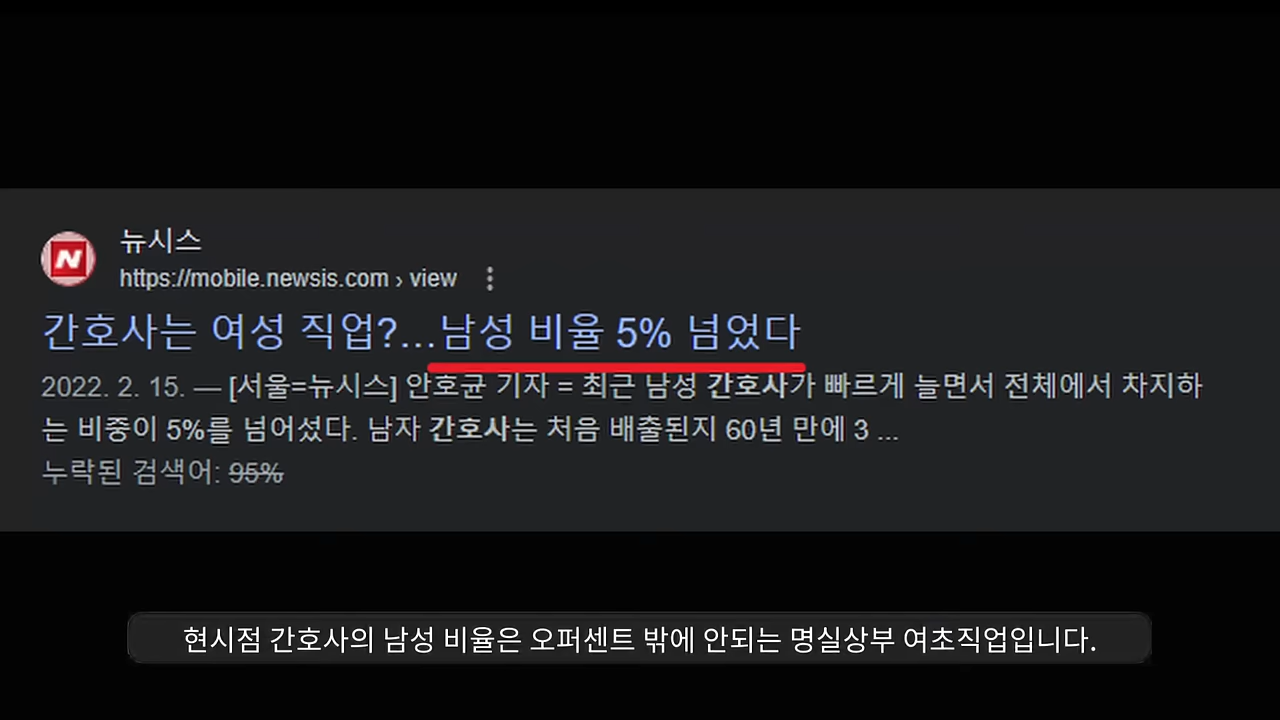 뉴시스
https://mobile.newsis.com › view
간호사는 여성 직업?...남성 비율 5% 넘었다
2022. 2. 15. — [서울=뉴시스] 안호균 기자 = 최근 남성 간호사가 빠르게 늘면서 전체에서 차지하
는 비중이 5%를 넘어섰다. 남자 간호사는 처음 배출된지 60년 만에 3 ...
누락된 검색어: 95%
현시점 간호사의 남성 비율은 오퍼센트 밖에 안되는 명실상부 여초직업입니다.